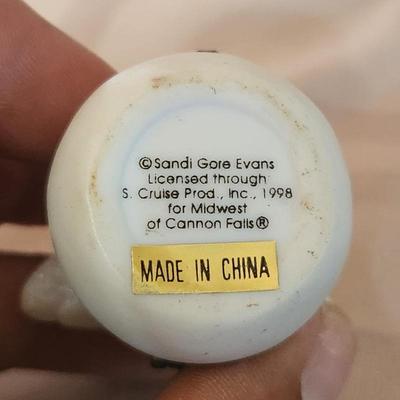 ©Sandi Gore Evans
Licensed through
S. Cruise Prod., Inc., 1998
for Midwest
of Cannon Falls®
MADE IN CHINA